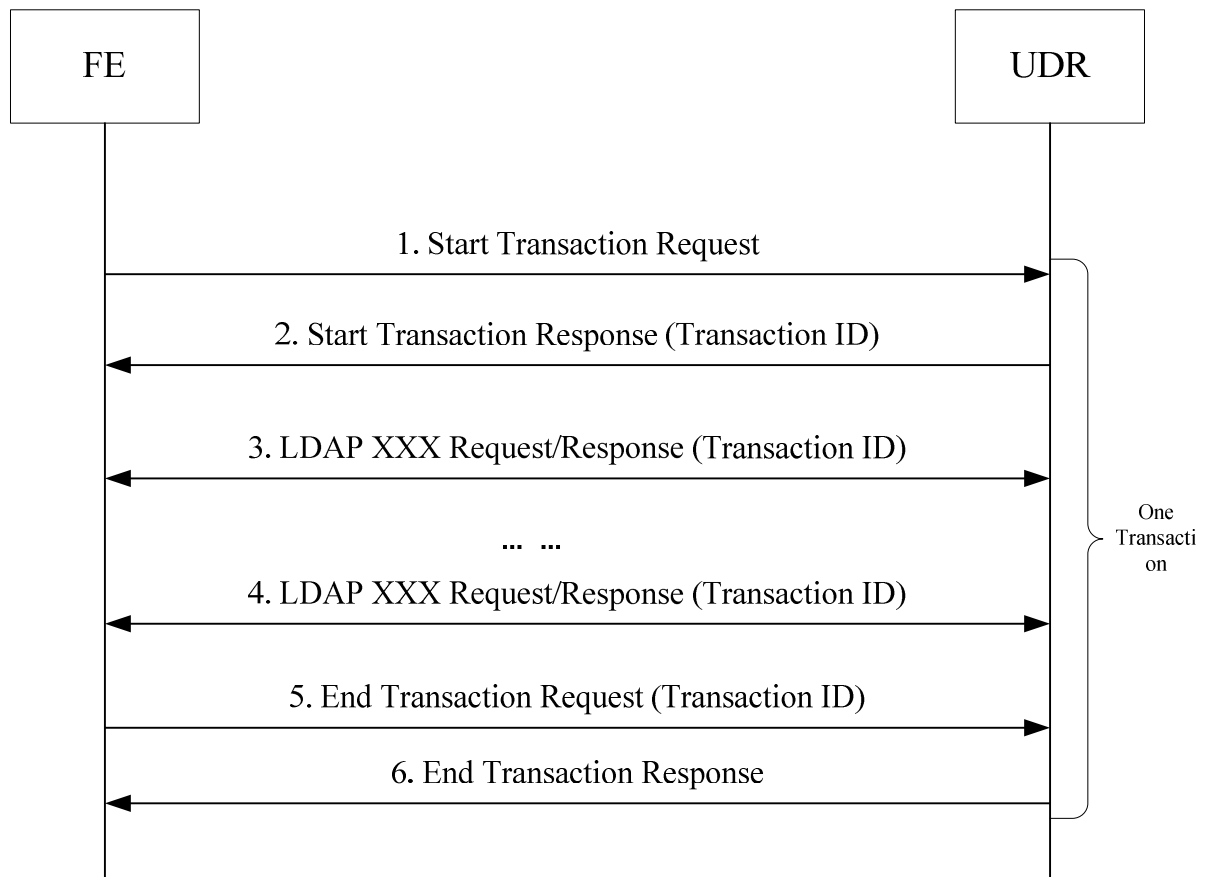 FE
UDR
1. Start Transaction Request
2. Start Transaction Response (Transaction ID)
3. LDAP XXX Request/Response (Transaction ID)
... ...
4. LDAP XXX Request/Response (Transaction ID)
One
Transacti
on
5. End Transaction Request (Transaction ID)
6. End Transaction Response